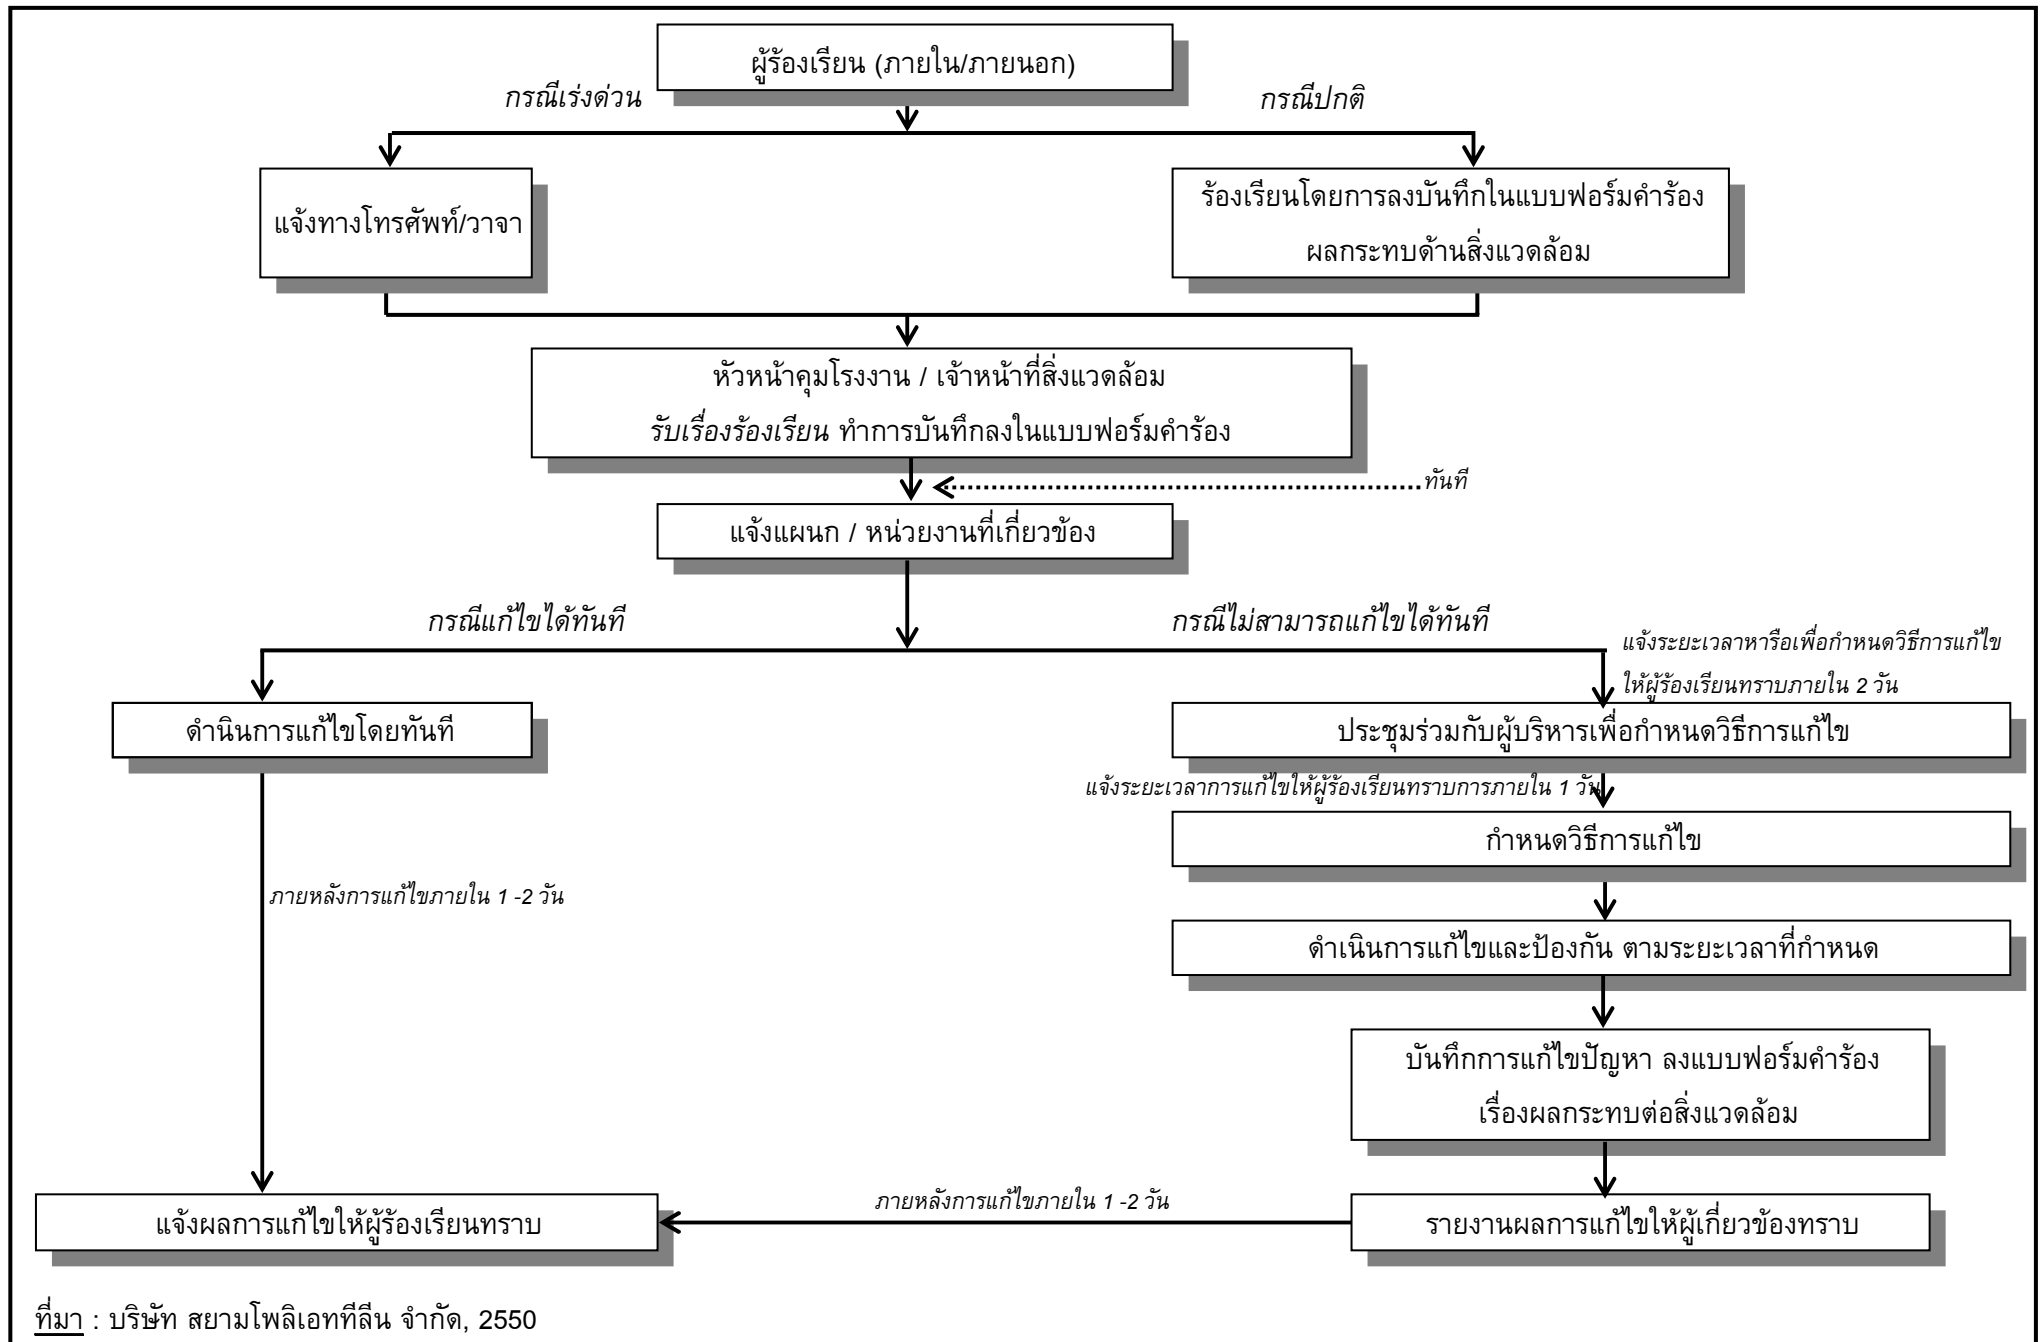 ผู้ร้องเรียน (ภายใน/ภายนอก)
กรณีเร่งด่วน
กรณีปกติ
แจ้งทางโทรศัพท์/วาจา
ร้องเรียนโดยการลงบันทึกในแบบฟอร์มคำร้อง
ผลกระทบด้านสิ่งแวดล้อม
หัวหน้าคุมโรงงาน / เจ้าหน้าที่สิ่งแวดล้อม
รับเรื่องร้องเรียน ทำการบันทึกลงในแบบฟอร์มคำร้อง
ทันที
แจ้งแผนก / หน่วยงานที่เกี่ยวข้อง
กรณีแก้ไขได้ทันที
กรณีไม่สามารถแก้ไขได้ทันที
แจ้งระยะเวลาหารือเพื่อกำหนดวิธีการแก้ไข
ให้ผู้ร้องเรียนทราบภายใน 2 วัน
ดำนินการแก้ไขโดยทันที
ประชุมร่วมกับผู้บริหารเพื่อกำหนดวิธีการแก้ไข
แจ้งระยะเวลาการแก้ไขให้ผู้ร้องเรียนทราบการภายใน 1 วัน
กำหนดวิธีการแก้ไข
ภายหลังการแก้ไขภายใน 1 -2 วัน
ดำเนินการแก้ไขและป้องกัน ตามระยะเวลาที่กำหนด
บันทึกการแก้ไขปัญหา ลงแบบฟอร์มคำร้อง
เรื่องผลกระทบต่อสิ่งแวดล้อม
ภายหลังการแก้ไขภายใน 1 -2 วัน
แจ้งผลการแก้ไขให้ผู้ร้องเรียนทราบ
รายงานผลการแก้ไขให้ผู้เกี่ยวข้องทราบ
ที่มา : บริษัท สยามโพลิเอททีลีน จำกัด, 2550